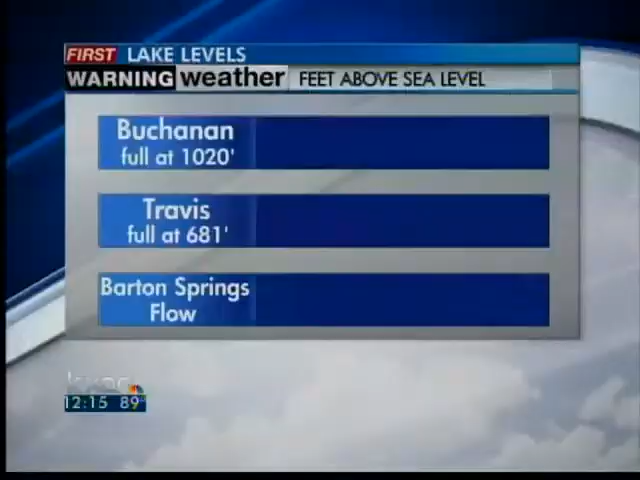 FIRST LAKE LEVELS
WARNING weather FEET ABOVE SEA LEVEL
Buchanan
full at 1020'
Travis
full at 681'
Barton Springs
Flow
12:15 89°